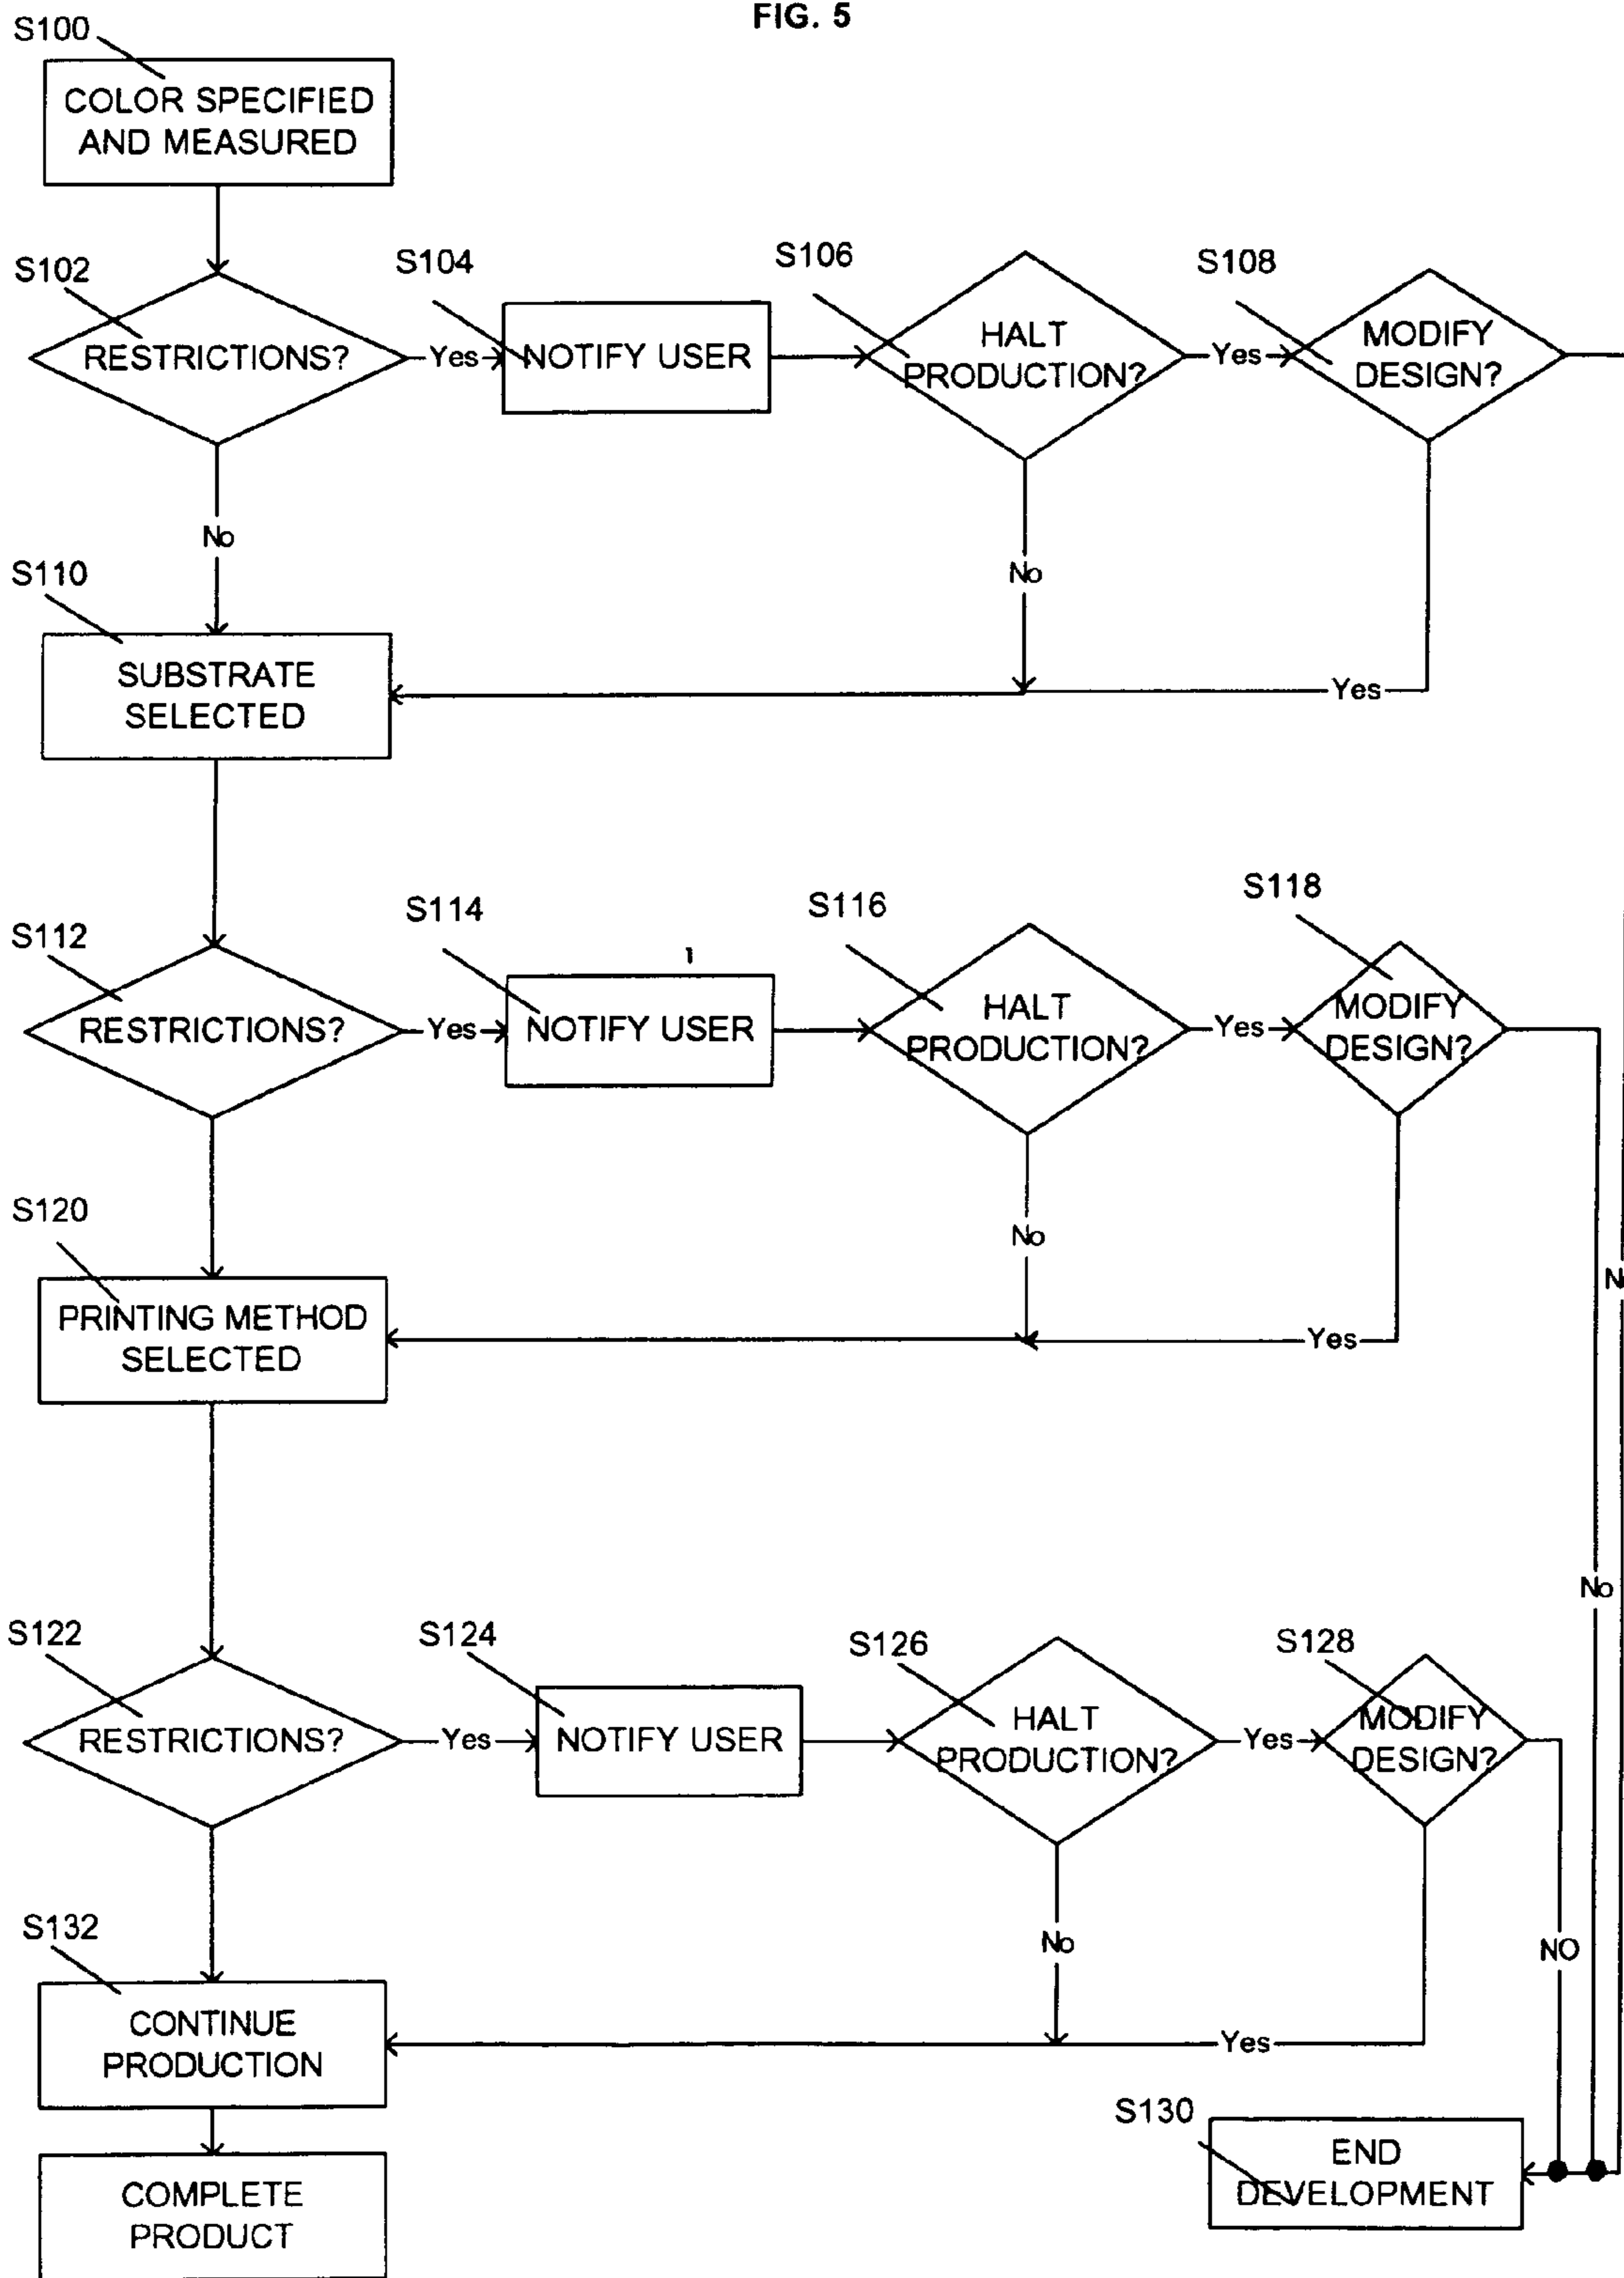 FIG. 5
S100
COLOR SPECIFIED
AND MEASURED
S102
RESTRICTIONS?
Yes
S104
NOTIFY USER
S106
HALT
PRODUCTION?
Yes
S108
MODIFY
DESIGN?
No
No
Yes
S110
SUBSTRATE
SELECTED
S112
RESTRICTIONS?
Yes
S114
NOTIFY USER
S116
HALT
PRODUCTION?
Yes
S118
MODIFY
DESIGN?
No
Yes
N
S120
PRINTING METHOD
SELECTED
No
S122
RESTRICTIONS?
Yes
S124
NOTIFY USER
S126
HALT
PRODUCTION?
Yes
S128
MODIFY
DESIGN?
No
NO
Yes
S132
CONTINUE
PRODUCTION
S130
END
DEVELOPMENT
COMPLETE
PRODUCT